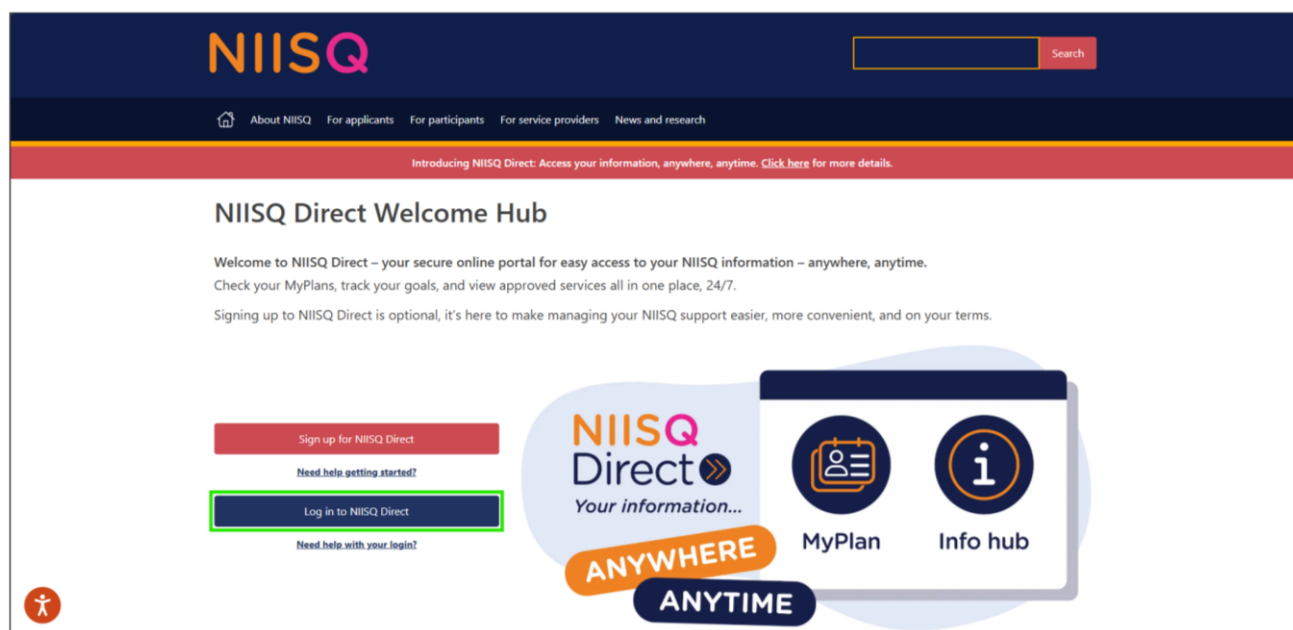 NIISQ
Search
About NIISQ For applicants For participants For service providers News and research
Introducing NIISQ Direct: Access your information, anywhere, anytime. Click here for more details.
NIISQ Direct Welcome Hub
Welcome to NIISQ Direct – your secure online portal for easy access to your NIISQ information – anywhere, anytime.
Check your MyPlans, track your goals, and view approved services all in one place, 24/7.
Signing up to NIISQ Direct is optional, it's here to make managing your NIISQ support easier, more convenient, and on your terms.
Sign up for NIISQ Direct
Need help getting started?
Log in to NIISQ Direct
Need help with your login?
NIISQ
Direct
Your information...
ANYWHERE
ANYTIME
MyPlan
Info hub